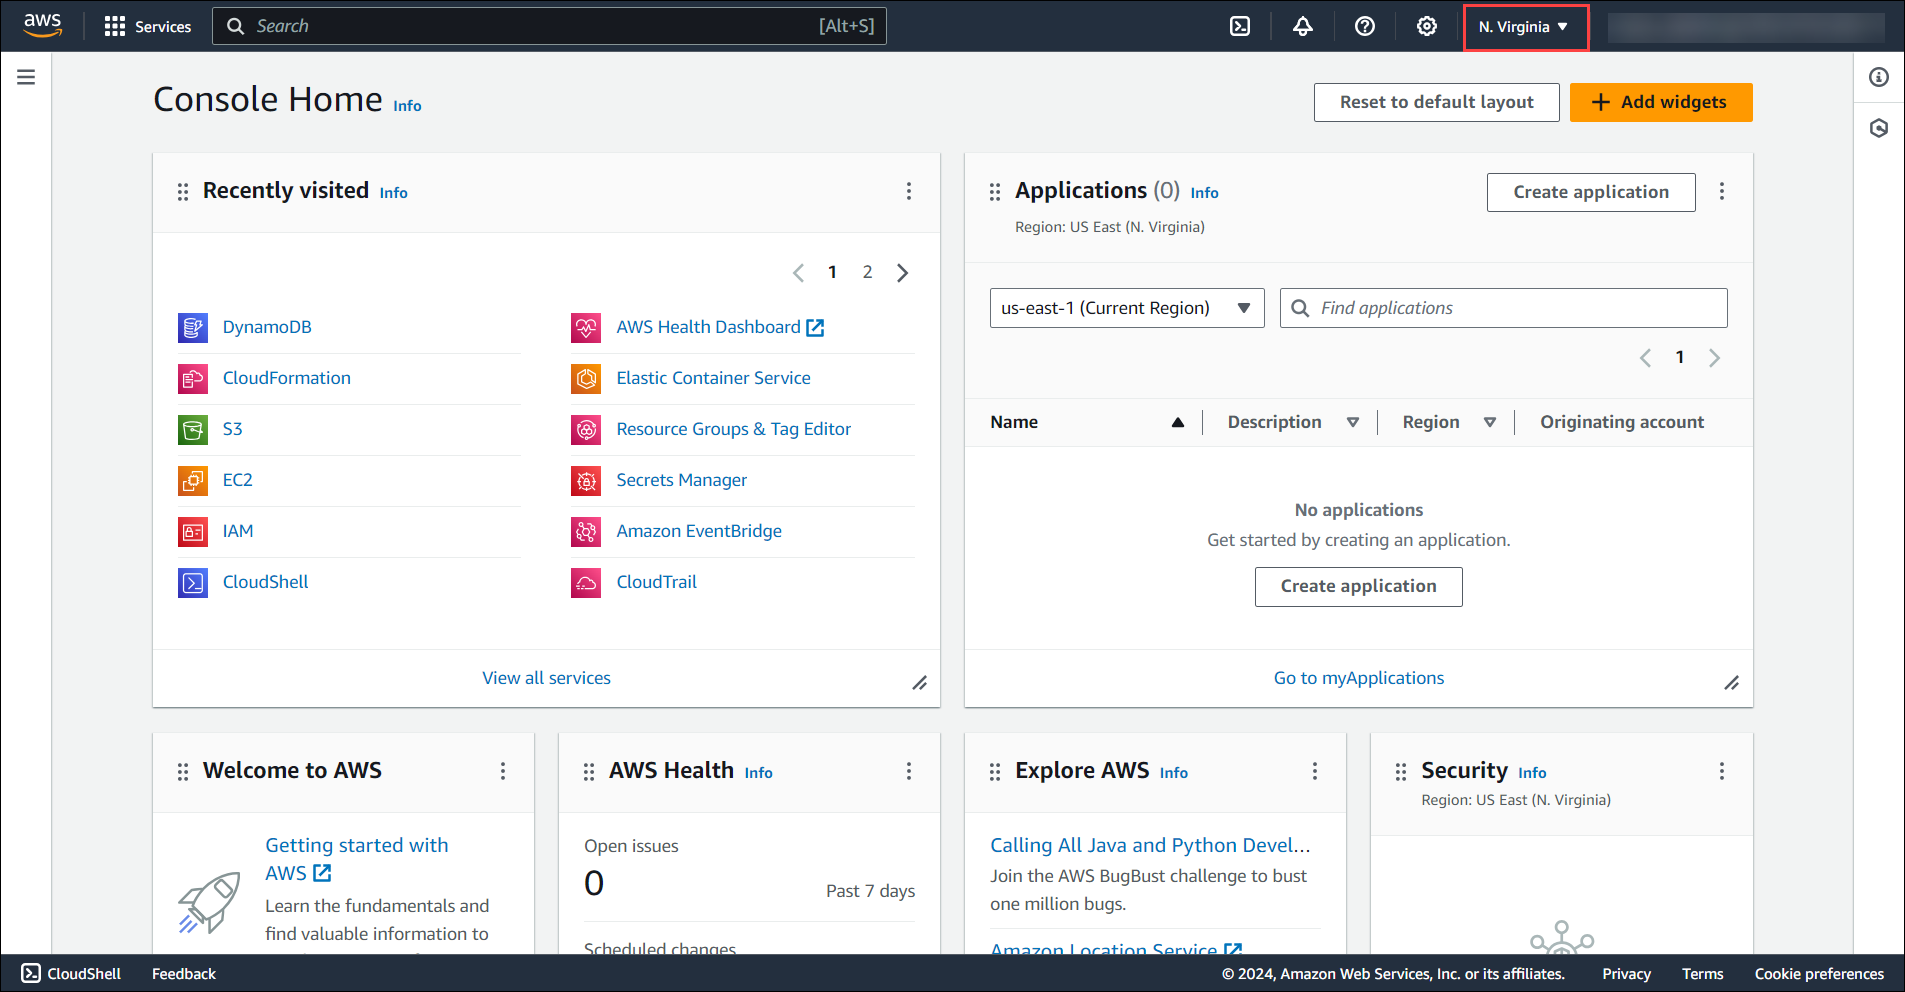 aws Services Search [Alt+S] N. Virginia
Console Home Info Reset to default layout Add widgets
Recently visited Info
1 2
DynamoDB
CloudFormation
S3
EC2
IAM
CloudShell
AWS Health Dashboard
Elastic Container Service
Resource Groups & Tag Editor
Secrets Manager
Amazon EventBridge
CloudTrail
View all services
Applications (0) Info Create application
Region: US East (N. Virginia)
us-east-1 (Current Region) Find applications
1
Name Description Region Originating account
No applications
Get started by creating an application.
Create application
Go to myApplications
Welcome to AWS
Getting started with
AWS
Learn the fundamentals and
find valuable information to
AWS Health Info
Open issues
0 Past 7 days
Scheduled changes
Explore AWS Info
Calling All Java and Python Devel...
Join the AWS BugBust challenge to bust
one million bugs.
Amazon Location Service
Security Info
Region: US East (N. Virginia)
CloudShell Feedback © 2024, Amazon Web Services, Inc. or its affiliates. Privacy Terms Cookie preferences